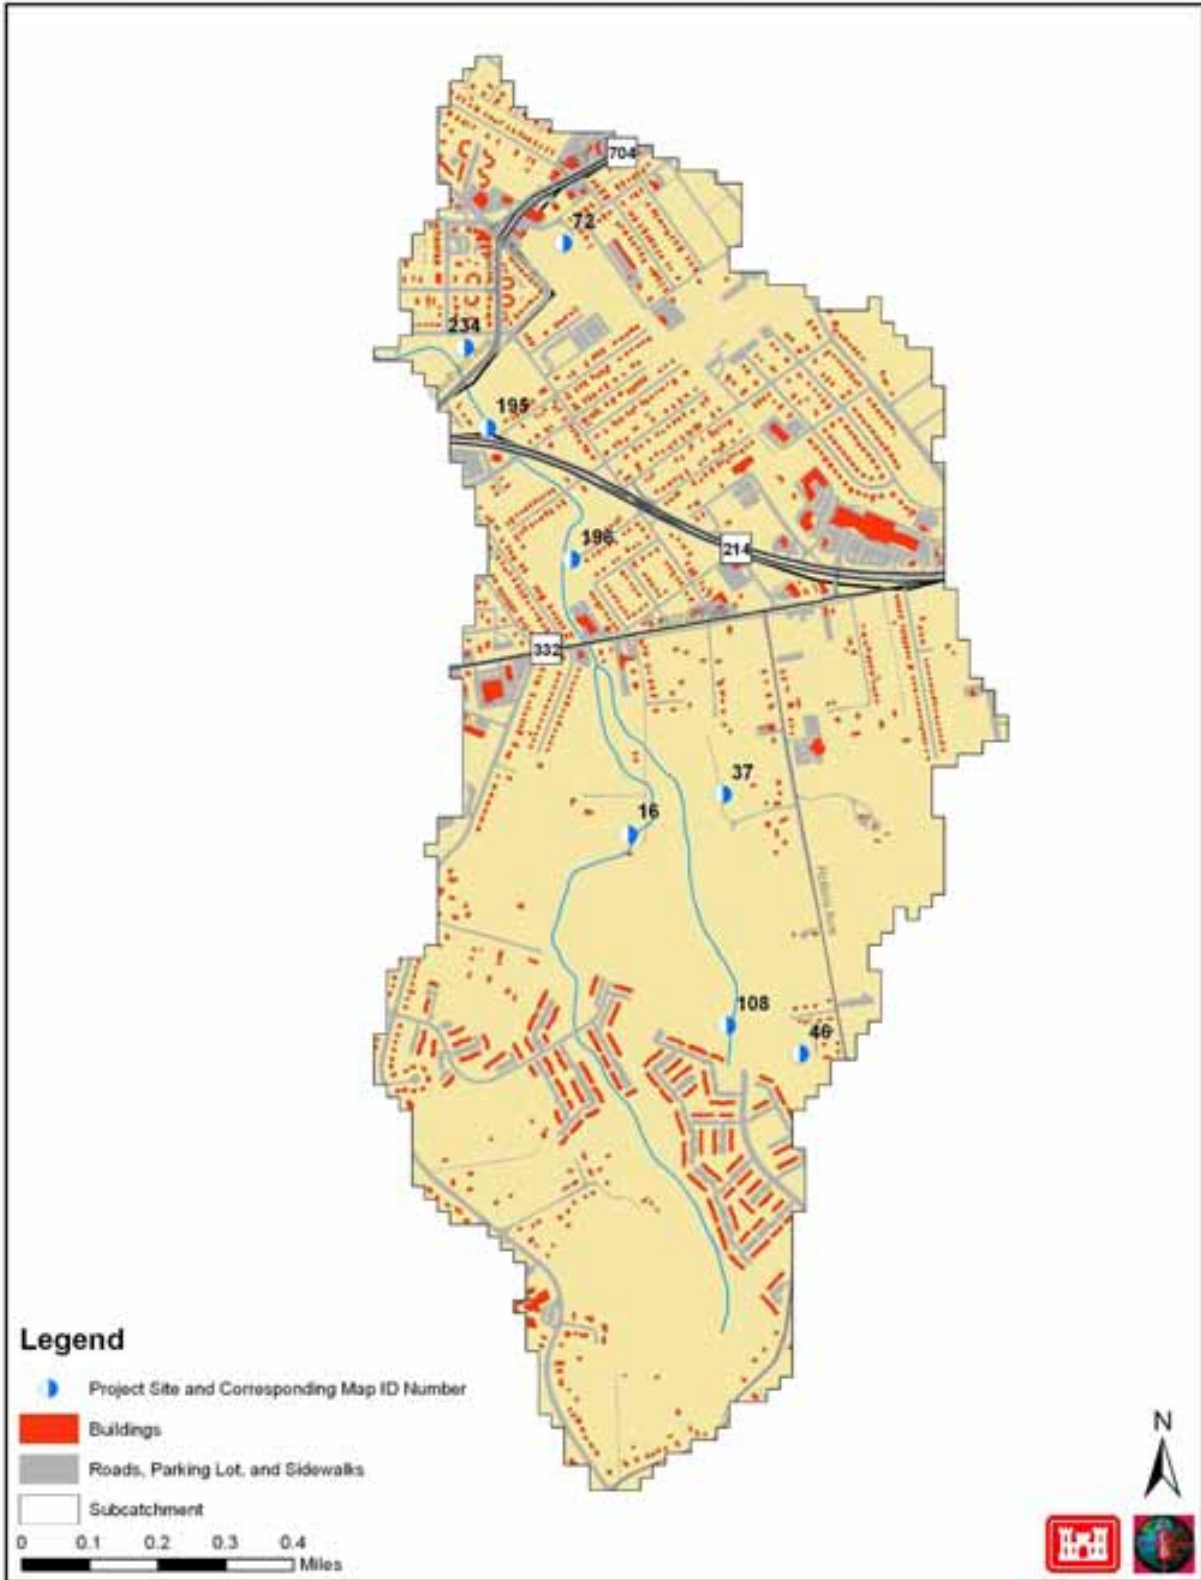 704
72
234
195
196
214
332
37
16
108
46
Legend
Project Site and Corresponding Map ID Number
Buildings
Roads, Parking Lot, and Sidewalks
Subcatchment
0 0.1 0.2 0.3 0.4
Miles
N